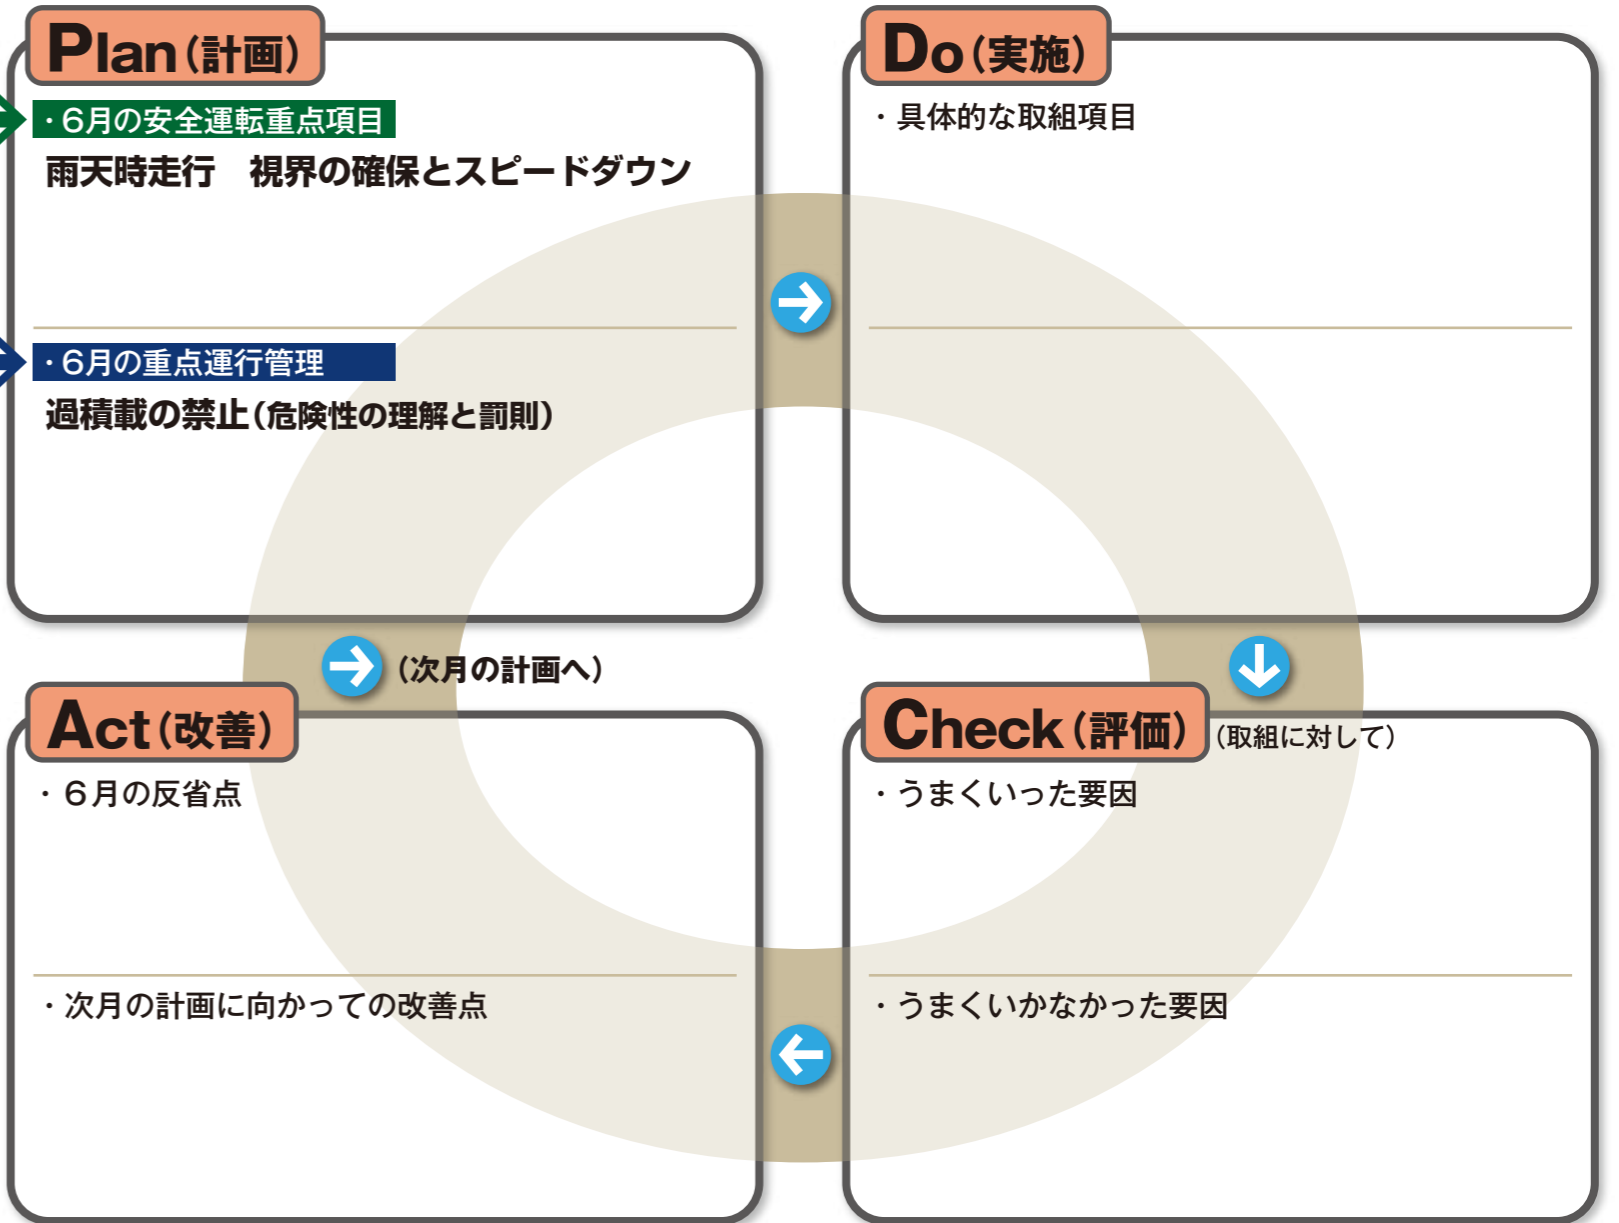 Plan(計画)
・6月の安全運転重点項目
雨天時走行　視界の確保とスピードダウン
・6月の重点運行管理
過積載の禁止(危険性の理解と罰則)
Do(実施)
・具体的な取組項目
(次月の計画へ)
Act(改善)
・6月の反省点
・次月の計画に向かっての改善点
Check(評価)(取組に対して)
・うまくいった要因
・うまくいかなかった要因